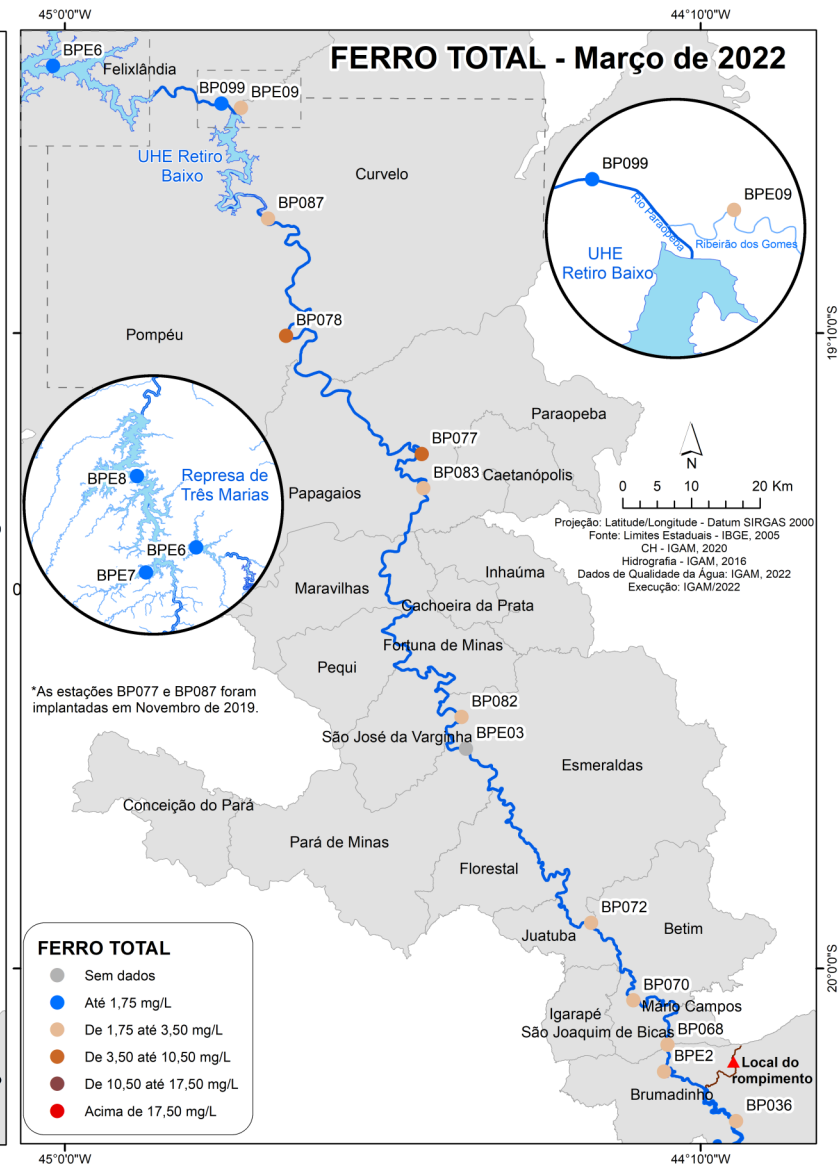 45°0'0"W
44°10'0"W
FERRO TOTAL - Março de 2022
BPE6
Felixlândia
BP099
BPE09
UHE Retiro
Baixo
Curvelo
BP087
BP099
BPE09
Rio Paraopeba
Ribeirão dos Gomes
UHE
Retiro Baixo
BP078
Pompéu
19°10'0"S
Paraopeba
BP077
BP083
Caetanópolis
Papagaios
N
0 5 10 20 Km
Projeção: Latitude/Longitude - Datum SIRGAS 2000
Fonte: Limites Estaduais - IBGE, 2005
CH - IGAM, 2020
Hidrografia - IGAM, 2016
Dados de Qualidade da Água: IGAM, 2022
Execução: IGAM/2022
BPE8
Represa de
Três Marias
BPE6
BPE7
Inhaúma
Maravilhas
Cachoeira da Prata
Fortuna de Minas
Pequi
*As estações BP077 e BP087 foram
implantadas em Novembro de 2019.
BP082
São José da Varginha
BPE03
Esmeraldas
Conceição do Pará
Pará de Minas
Florestal
BP072
Juatuba
Betim
20°0'0"S
BP070
Mário Campos
Igarapé
São Joaquim de Bicas
BP068
BPE2
Local do
rompimento
Brumadinho
BP036
FERRO TOTAL
Sem dados
Até 1,75 mg/L
De 1,75 até 3,50 mg/L
De 3,50 até 10,50 mg/L
De 10,50 até 17,50 mg/L
Acima de 17,50 mg/L
45°0'0"W
44°10'0"W